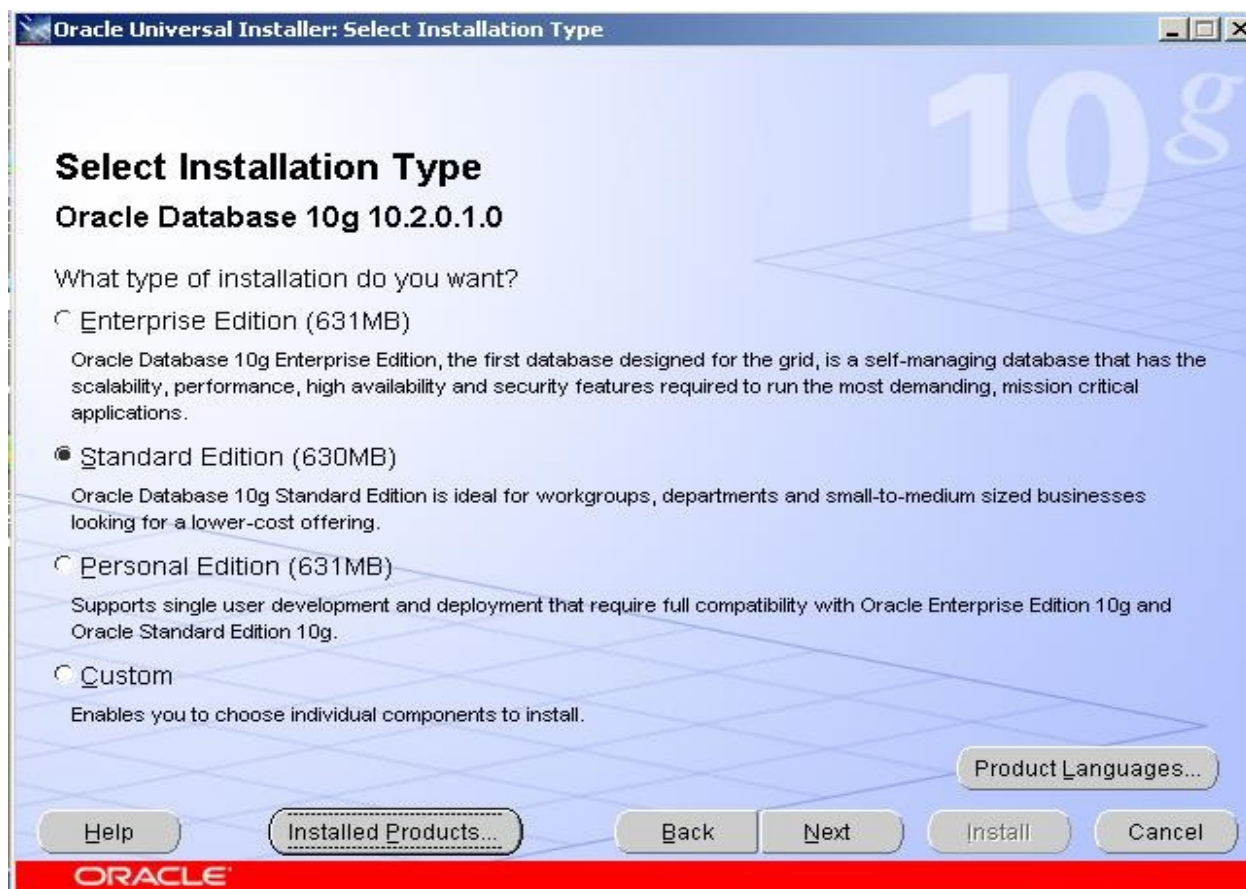 Oracle Universal Installer: Select Installation Type
10g
Select Installation Type
Oracle Database 10g 10.2.0.1.0
What type of installation do you want?
Enterprise Edition (631MB)
Oracle Database 10g Enterprise Edition, the first database designed for the grid, is a self-managing database that has the
scalability, performance, high availability and security features required to run the most demanding, mission critical
applications.
Standard Edition (630MB)
Oracle Database 10g Standard Edition is ideal for workgroups, departments and small-to-medium sized businesses
looking for a lower-cost offering.
Personal Edition (631MB)
Supports single user development and deployment that require full compatibility with Oracle Enterprise Edition 10g and
Oracle Standard Edition 10g.
Custom
Enables you to choose individual components to install.
Product Languages...
Help Installed Products... Back Next Install Cancel
ORACLE